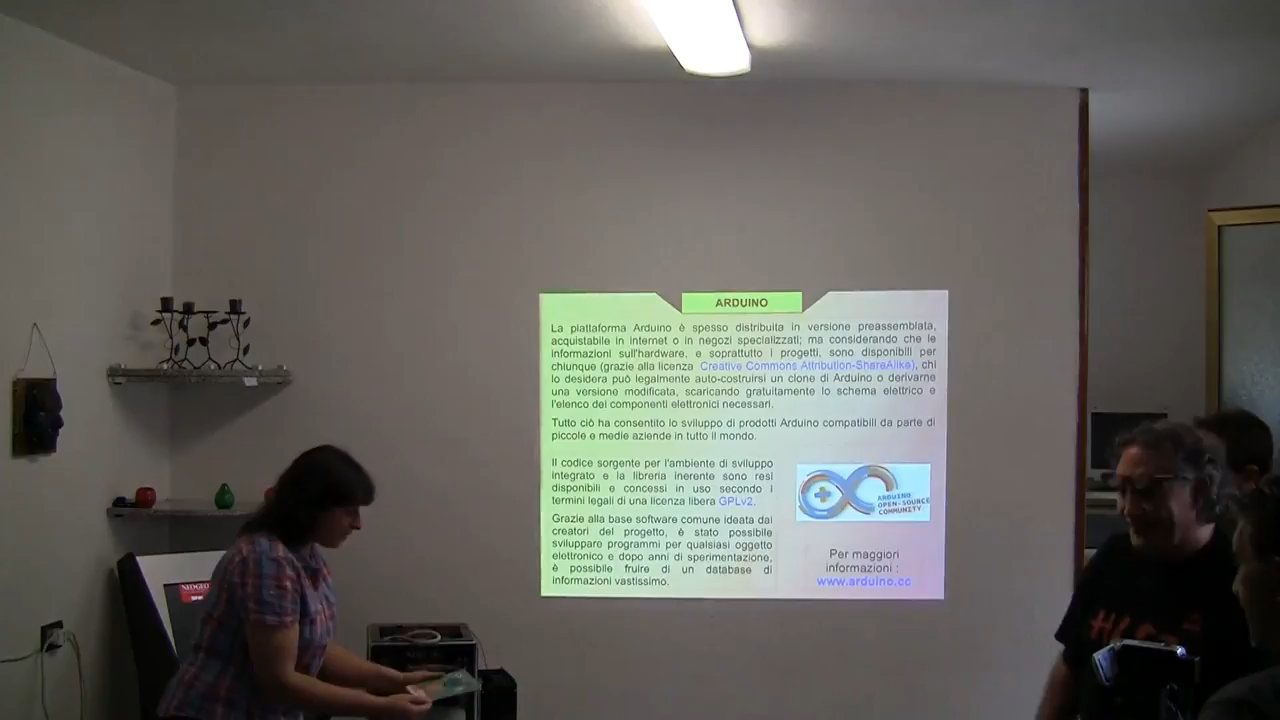 ARDUINO
La piattaforma Arduino è spesso distribuita in versione preassemblata,
acquistabile in internet o in negozi specializzati; ma considerando che le
informazioni sull'hardware, e soprattutto i progetti, sono disponibili per
chiunque (grazie alla licenza Creative Commons Attribution-ShareAlike), chi
lo desidera può legalmente auto-costruirsi un clone di Arduino o derivarne
una versione modificata, scaricando gratuitamente lo schema elettrico e
l'elenco dei componenti elettronici necessari.
Tutto ciò ha consentito lo sviluppo di prodotti Arduino compatibili da parte di
piccole e medie aziende in tutto il mondo.
Il codice sorgente per l'ambiente di sviluppo
integrato e la libreria inerente sono resi
disponibili e concessi in uso secondo i
termini legali di una licenza libera GPLv2.
Grazie alla base software comune ideata dai
creatori del progetto, è stato possibile
sviluppare programmi per qualsiasi oggetto
elettronico e dopo anni di sperimentazione,
è possibile fruire di un database di
informazioni vastissimo.
ARDUINO
OPEN-SOURCE
COMMUNITY
Per maggiori
informazioni :
www.arduino.cc